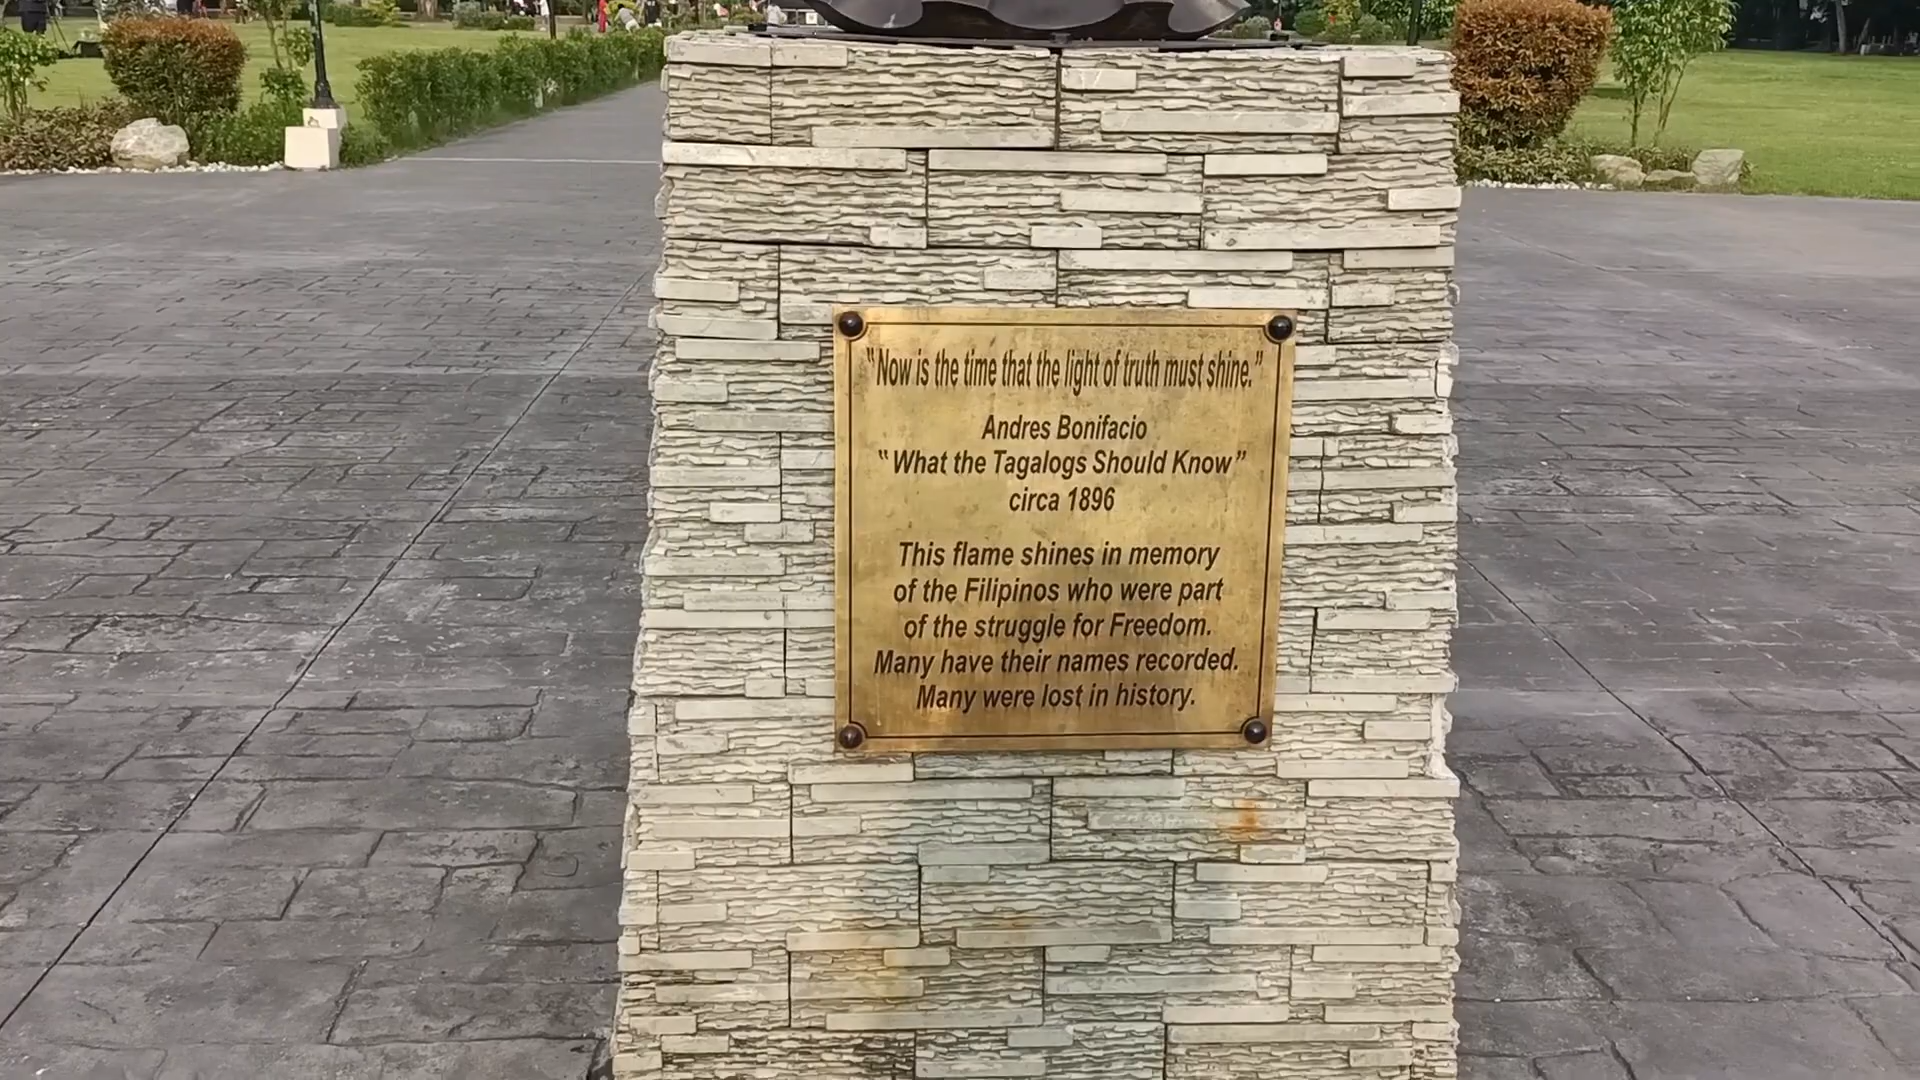 "Now is the time that the light of truth must shine."
Andres Bonifacio
"What the Tagalogs Should Know"
circa 1896
This flame shines in memory
of the Filipinos who were part
of the struggle for Freedom.
Many have their names recorded.
Many were lost in history.